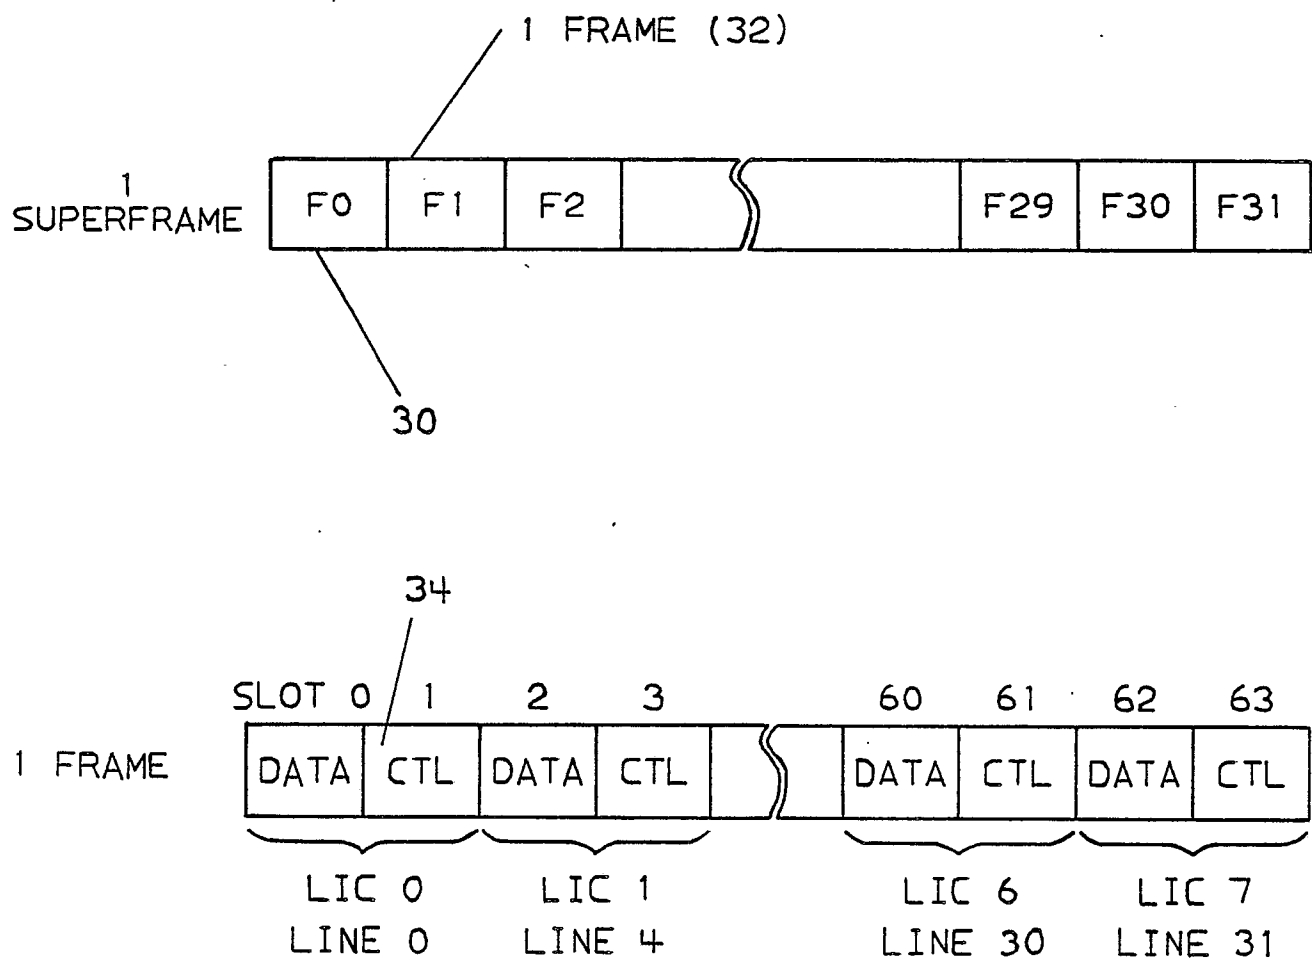 1 FRAME (32)
1
SUPERFRAME
F0 F1 F2 F29 F30 F31
30
34
SLOT 0 1 2 3 60 61 62 63
1 FRAME
DATA CTL DATA CTL DATA CTL DATA CTL
LIC 0 LIC 1 LIC 6 LIC 7
LINE 0 LINE 4 LINE 30 LINE 31